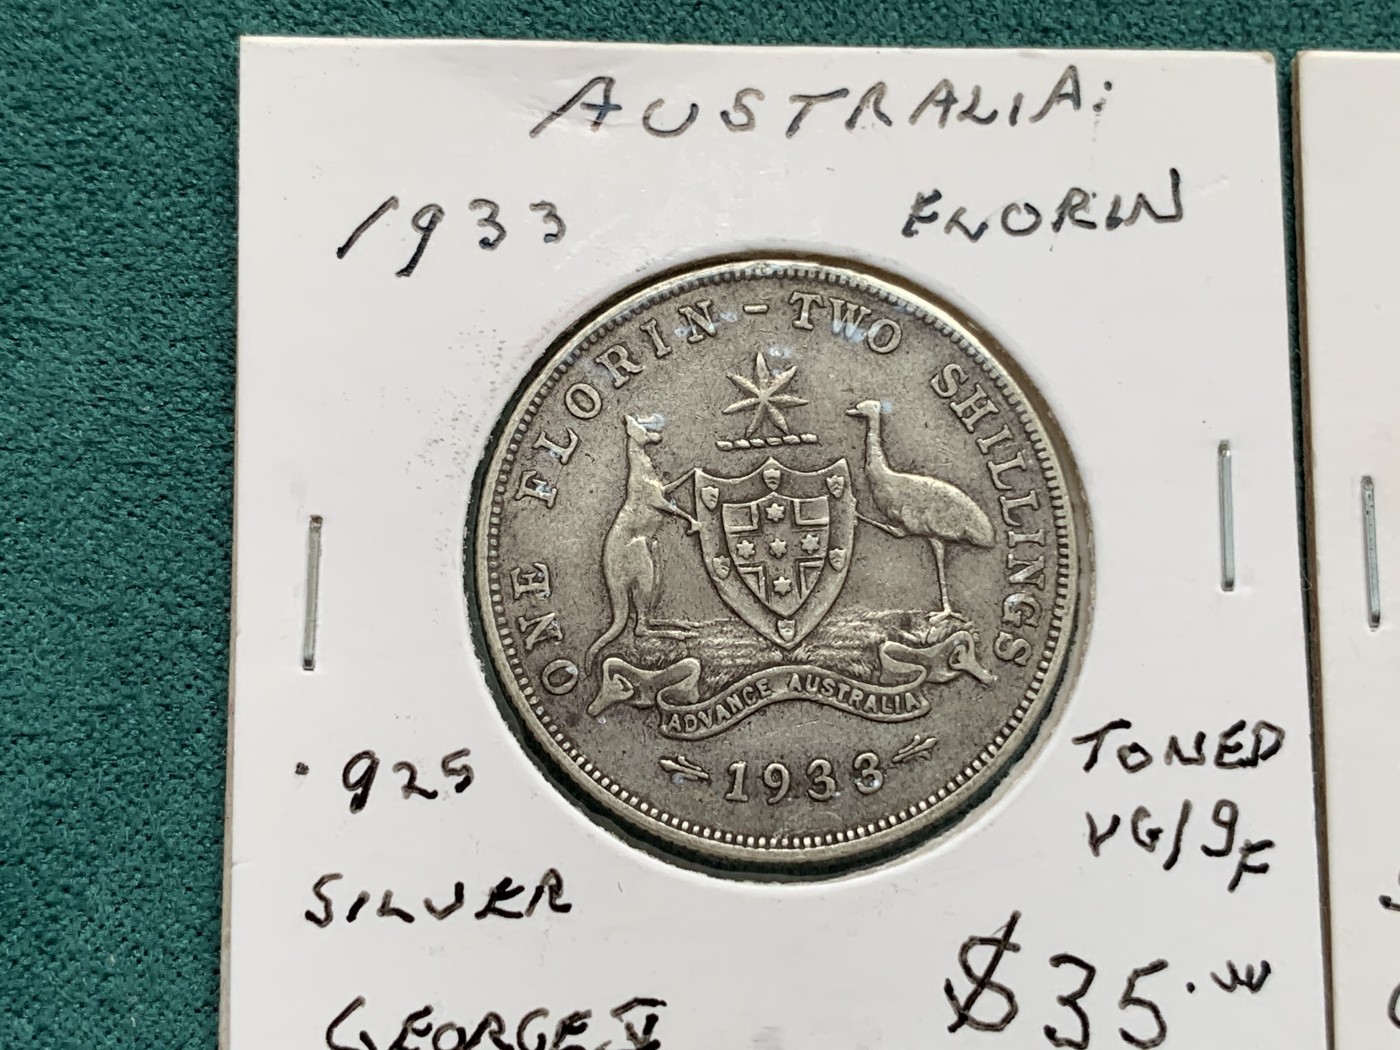 AUSTRALIA:
1933 FLORIN
ONE FLORIN - TWO SHILLINGS
ADVANCE AUSTRALIA
1933
.925
SILVER
GEORGE V
TONED
VG/gF
$35.00